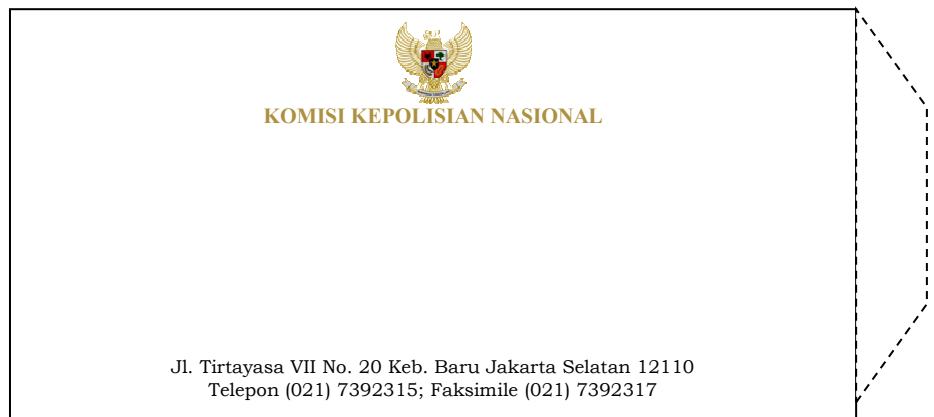 KOMISI KEPOLISIAN NASIONAL
Jl. Tirtayasa VII No. 20 Keb. Baru Jakarta Selatan 12110
Telepon (021) 7392315; Faksimile (021) 7392317